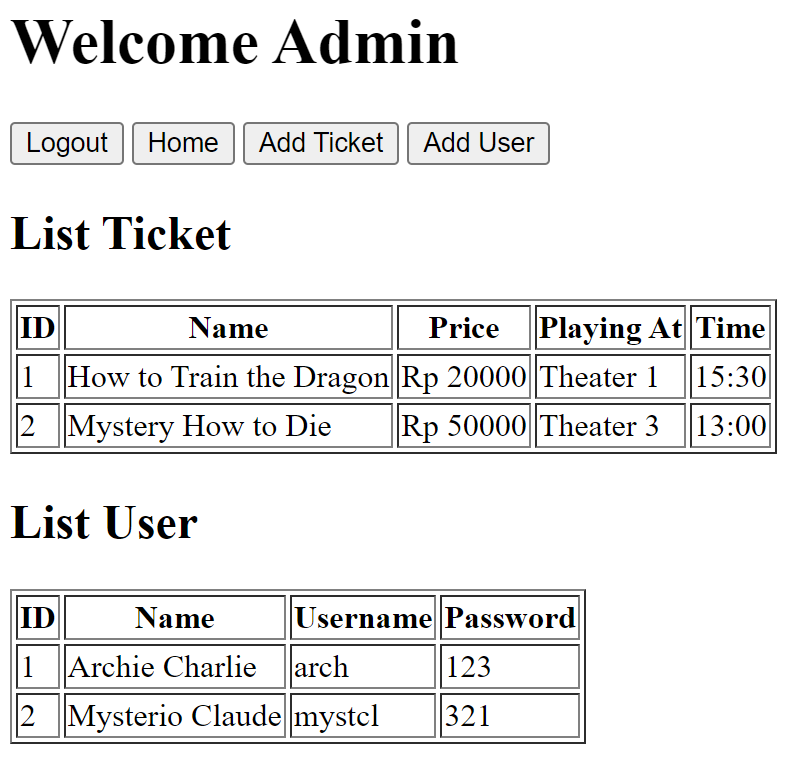 Welcome Admin
Logout Home Add Ticket Add User
List Ticket
ID Name Price Playing At Time
1 How to Train the Dragon Rp 20000 Theater 1 15:30
2 Mystery How to Die Rp 50000 Theater 3 13:00
List User
ID Name Username Password
1 Archie Charlie arch 123
2 Mysterio Claude mystcl 321